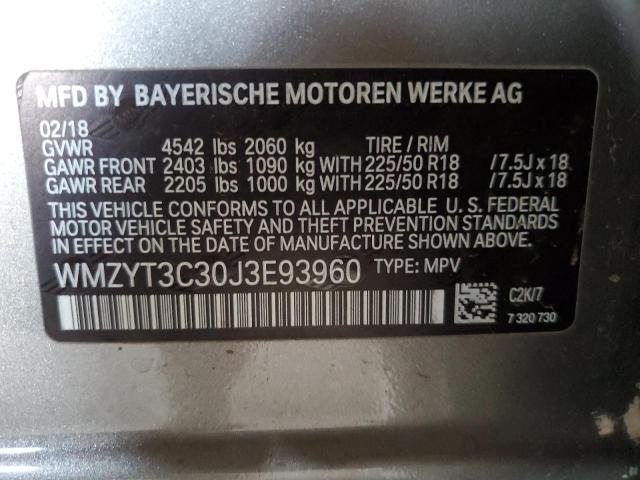 MFD BY BAYERISCHE MOTOREN WERKE AG
02/18
GVWR 4542 lbs 2060 kg TIRE / RIM
GAWR FRONT 2403 lbs 1090 kg WITH 225/50 R18 /7.5J x 18
GAWR REAR 2205 lbs 1000 kg WITH 225/50 R18 /7.5J x 18
THIS VEHICLE CONFORMS TO ALL APPLICABLE U.S. FEDERAL
MOTOR VEHICLE SAFETY AND THEFT PREVENTION STANDARDS
IN EFFECT ON THE DATE OF MANUFACTURE SHOWN ABOVE.
WMZYT3C30J3E93960 TYPE: MPV
C2K/7
7 320 730